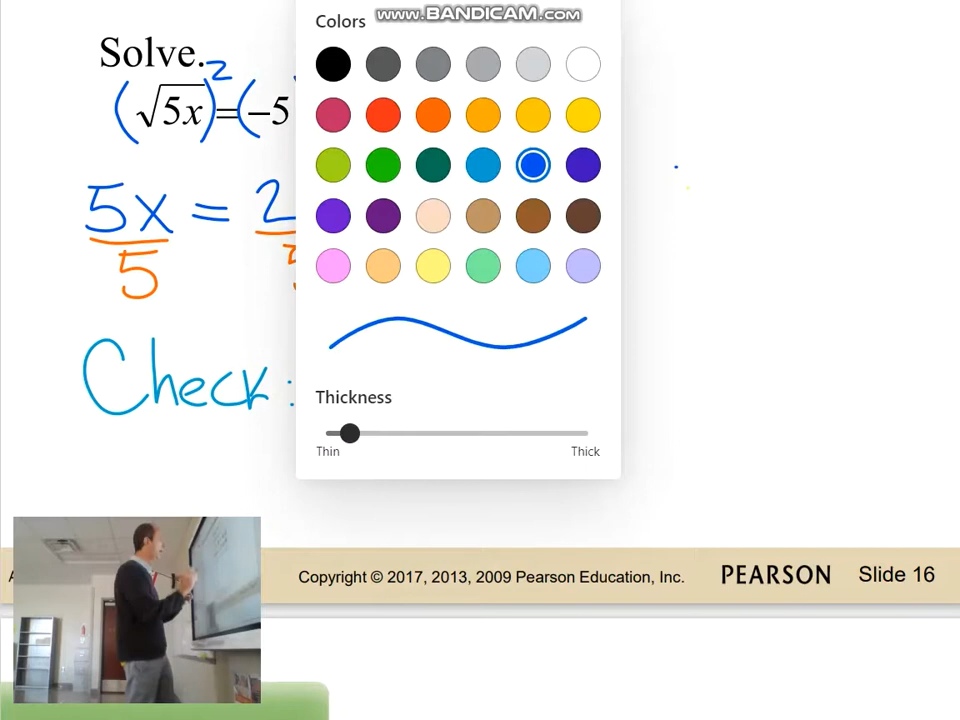 www.BANDICAM.com
Colors
Solve.
(√5x)² = (−5
5x = 2
5
Check:
Thickness
Thin Thick
Copyright © 2017, 2013, 2009 Pearson Education, Inc. PEARSON Slide 16